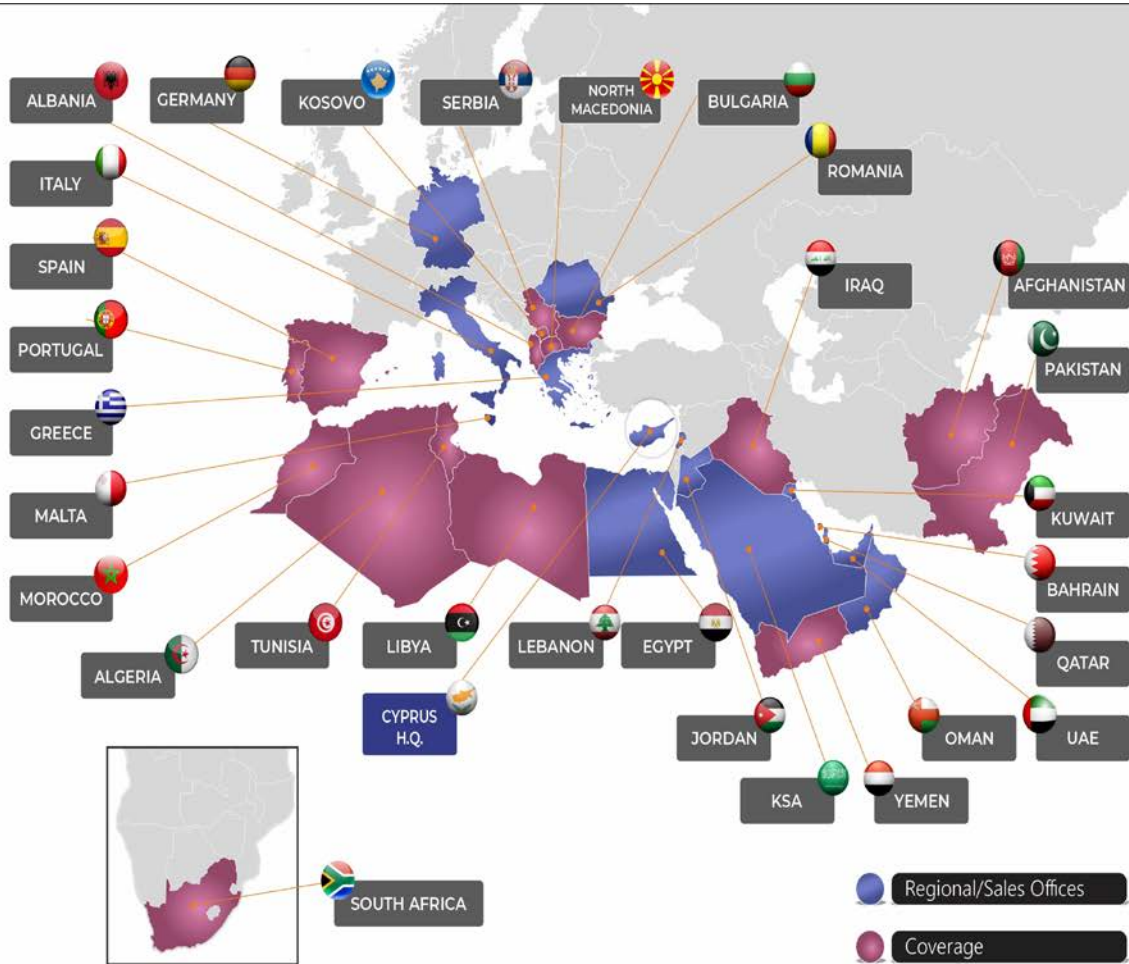 ALBANIA
GERMANY
KOSOVO
SERBIA
NORTH
MACEDONIA
BULGARIA
ITALY
ROMANIA
SPAIN
IRAQ
AFGHANISTAN
PORTUGAL
PAKISTAN
GREECE
MALTA
KUWAIT
MOROCCO
BAHRAIN
TUNISIA
LIBYA
LEBANON
EGYPT
QATAR
ALGERIA
CYPRUS
H.Q.
JORDAN
OMAN
UAE
KSA
YEMEN
SOUTH AFRICA
Regional/Sales Offices
Coverage